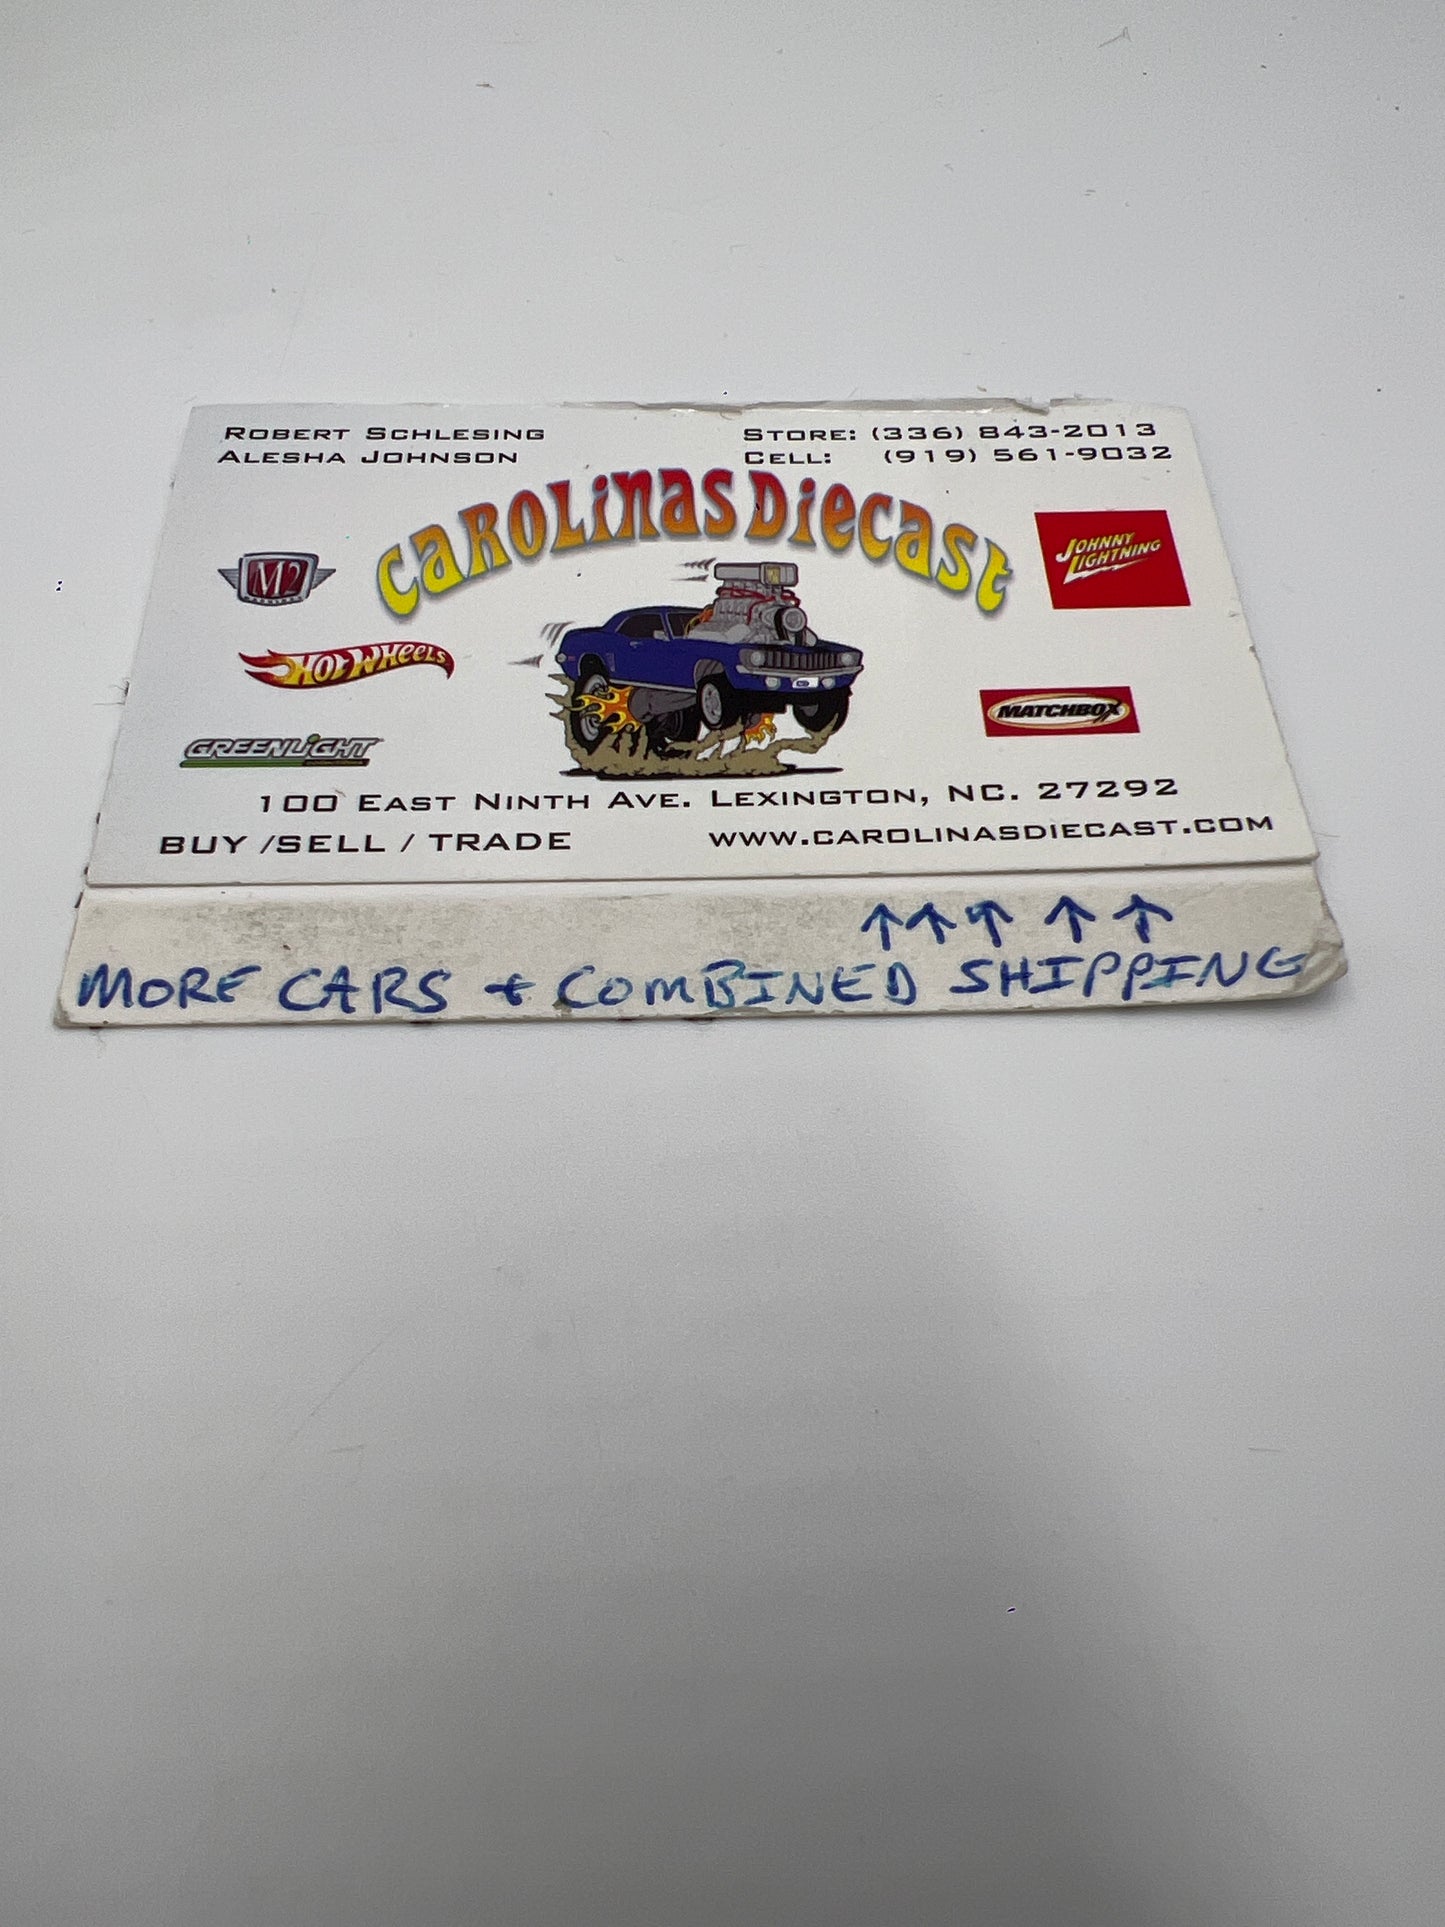 ROBERT SCHLESING
ALESHA JOHNSON
STORE: (336) 843-2013
CELL: (919) 561-9032
CAROLINAS DIECAST
M2
JOHNNY
LIGHTNING
HOT WHEELS
MATCHBOX
GREENLIGHT
100 EAST NINTH AVE. LEXINGTON, NC. 27292
BUY /SELL / TRADE
WWW.CAROLINASDIECAST.COM
↑↑↑↑↑
MORE CARS + COMBINED SHIPPING